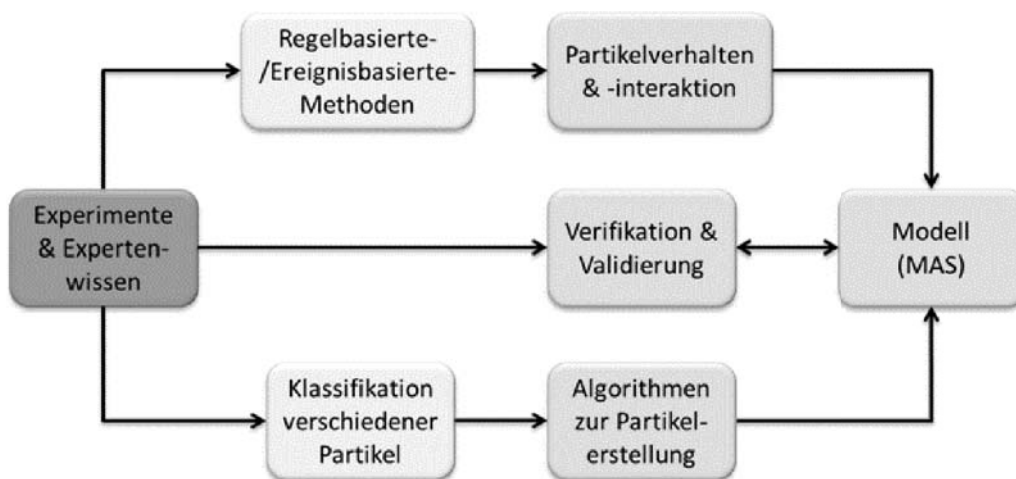 Regelbasierte-
/Ereignisbasierte-
Methoden
Partikelverhalten
& -interaktion
Experimente
& Experten-
wissen
Verifikation &
Validierung
Modell
(MAS)
Klassifikation
verschiedener
Partikel
Algorithmen
zur Partikel-
erstellung